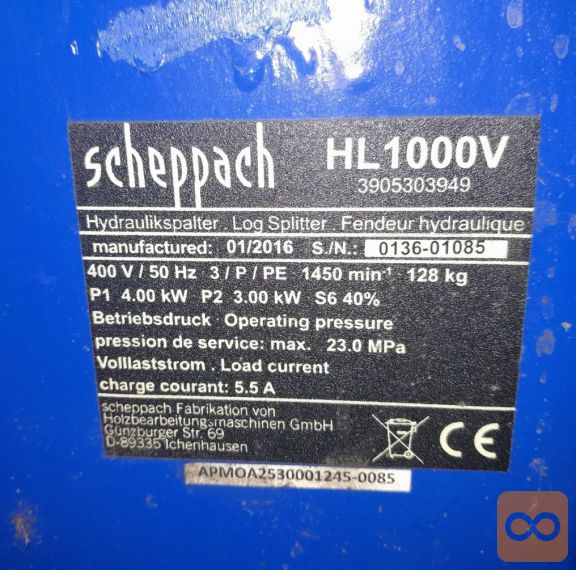 scheppach
HL1000V
3905303949
Hydraulikspalter . Log Splitter . Fendeur hydraulique
manufactured: 01/2016 S./N.: 0136-01085
400 V / 50 Hz 3 / P / PE 1450 min⁻¹ 128 kg
P1 4.00 kW P2 3.00 kW S6 40%
Betriebsdruck . Operating pressure
pression de service: max. 23.0 MPa
Volllaststrom . Load current
charge courant: 5.5 A
scheppach Fabrikation von
Holzbearbeitungsmaschinen GmbH
Günzburger Str. 69
D-89335 Ichenhausen
CE
APMOA2530001245-0085